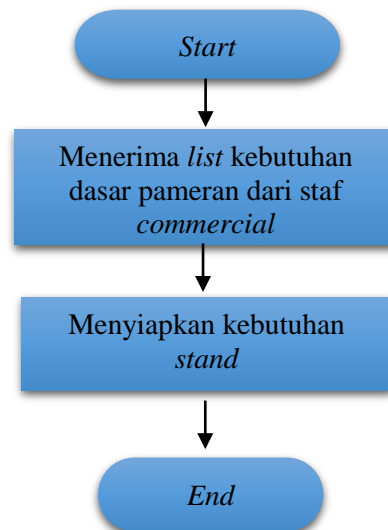 Start
Menerima list kebutuhan
dasar pameran dari staf
commercial
Menyiapkan kebutuhan
stand
End